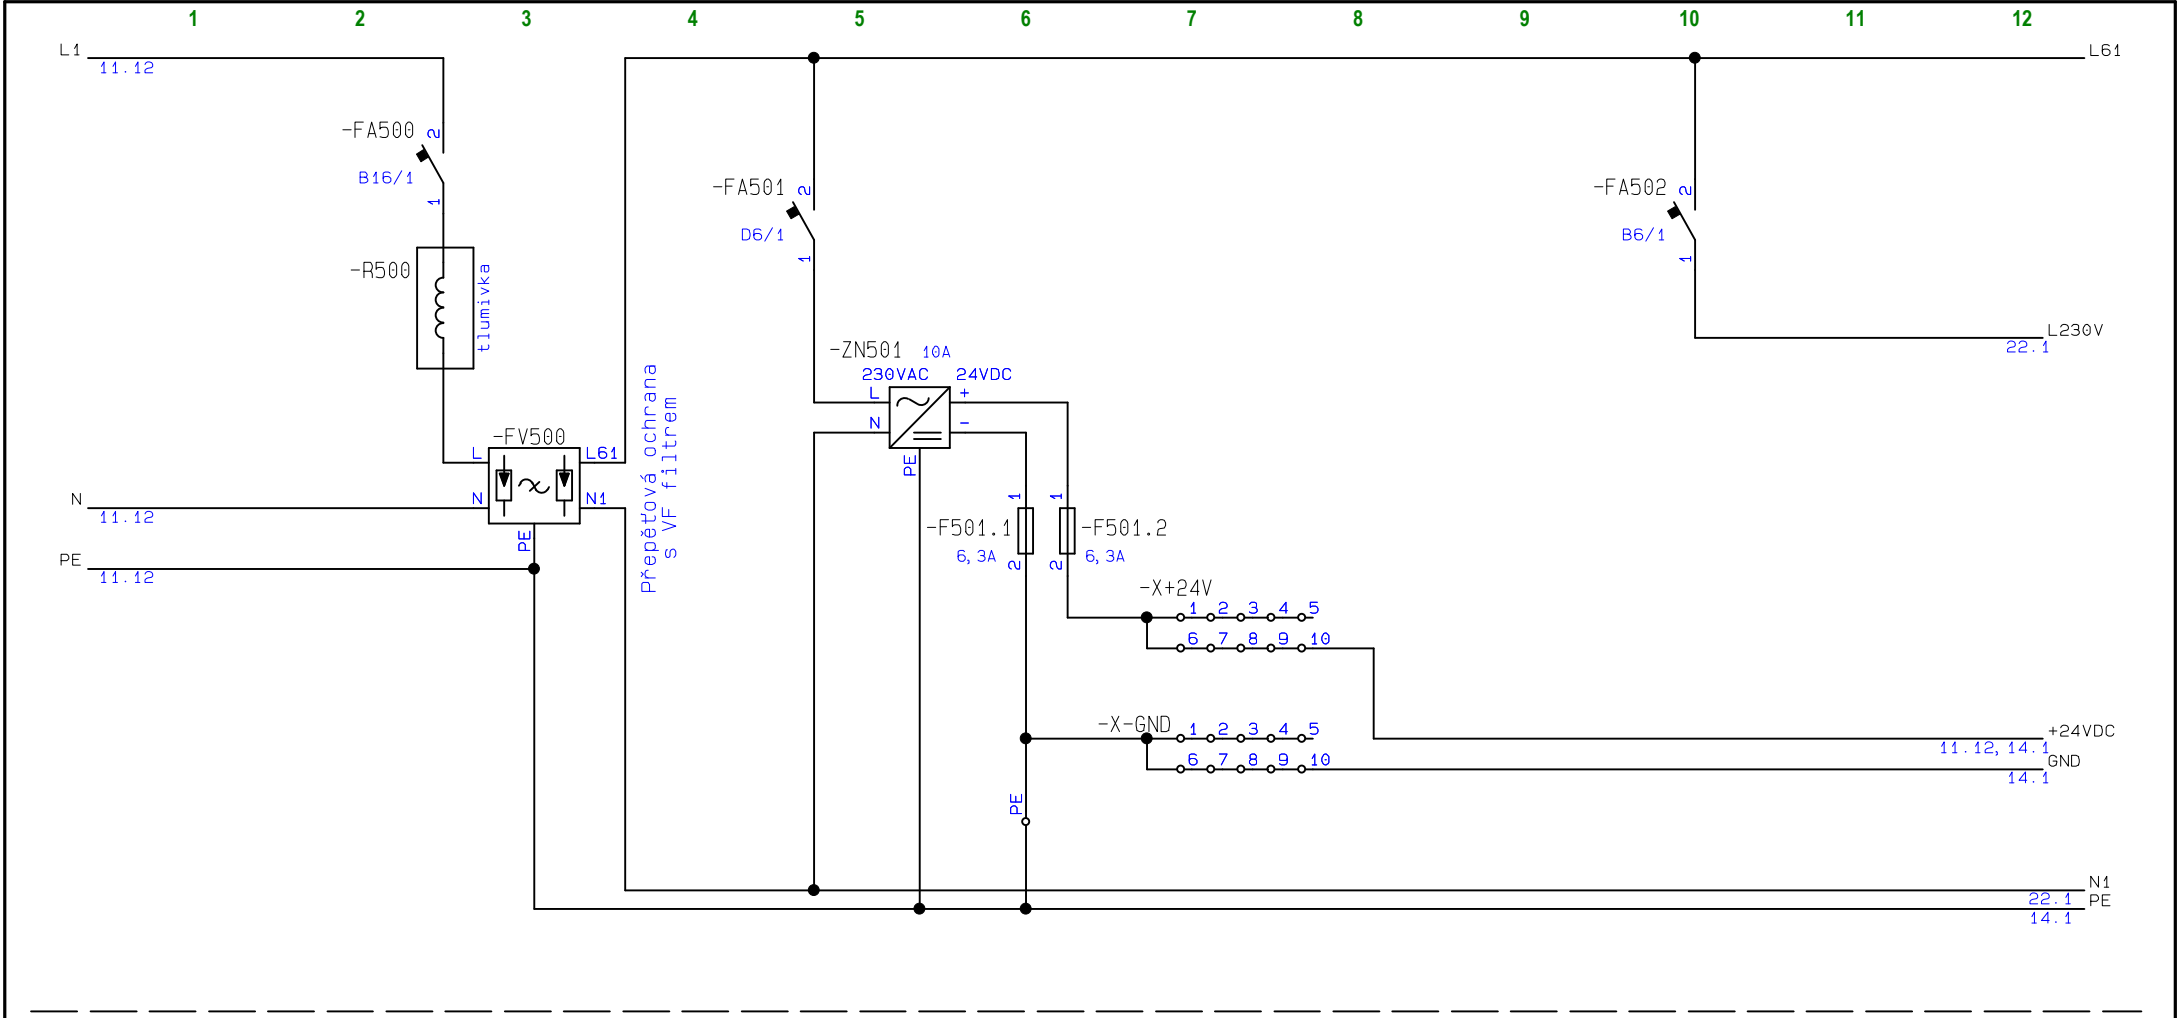 1 2 3 4 5 6 7 8 9 10 11 12
L1
11.12
L61
-FA500
2
B16/1
1
-FA501
2
D6/1
1
-FA502
2
B6/1
1
-R500
tlumivka
L230V
22.1
-ZN501 10A
230VAC 24VDC
L +
N -
PE
Přepěťová ochrana
s VF filtrem
-FV500
L L61
N N1
PE
N
11.12
PE
11.12
1 1
-F501.1 -F501.2
6,3A 6,3A
2 2
-X+24V
1 2 3 4 5
6 7 8 9 10
-X-GND
1 2 3 4 5
6 7 8 9 10
+24VDC
11.12, 14.1
GND
14.1
PE
N1
22.1
PE
14.1